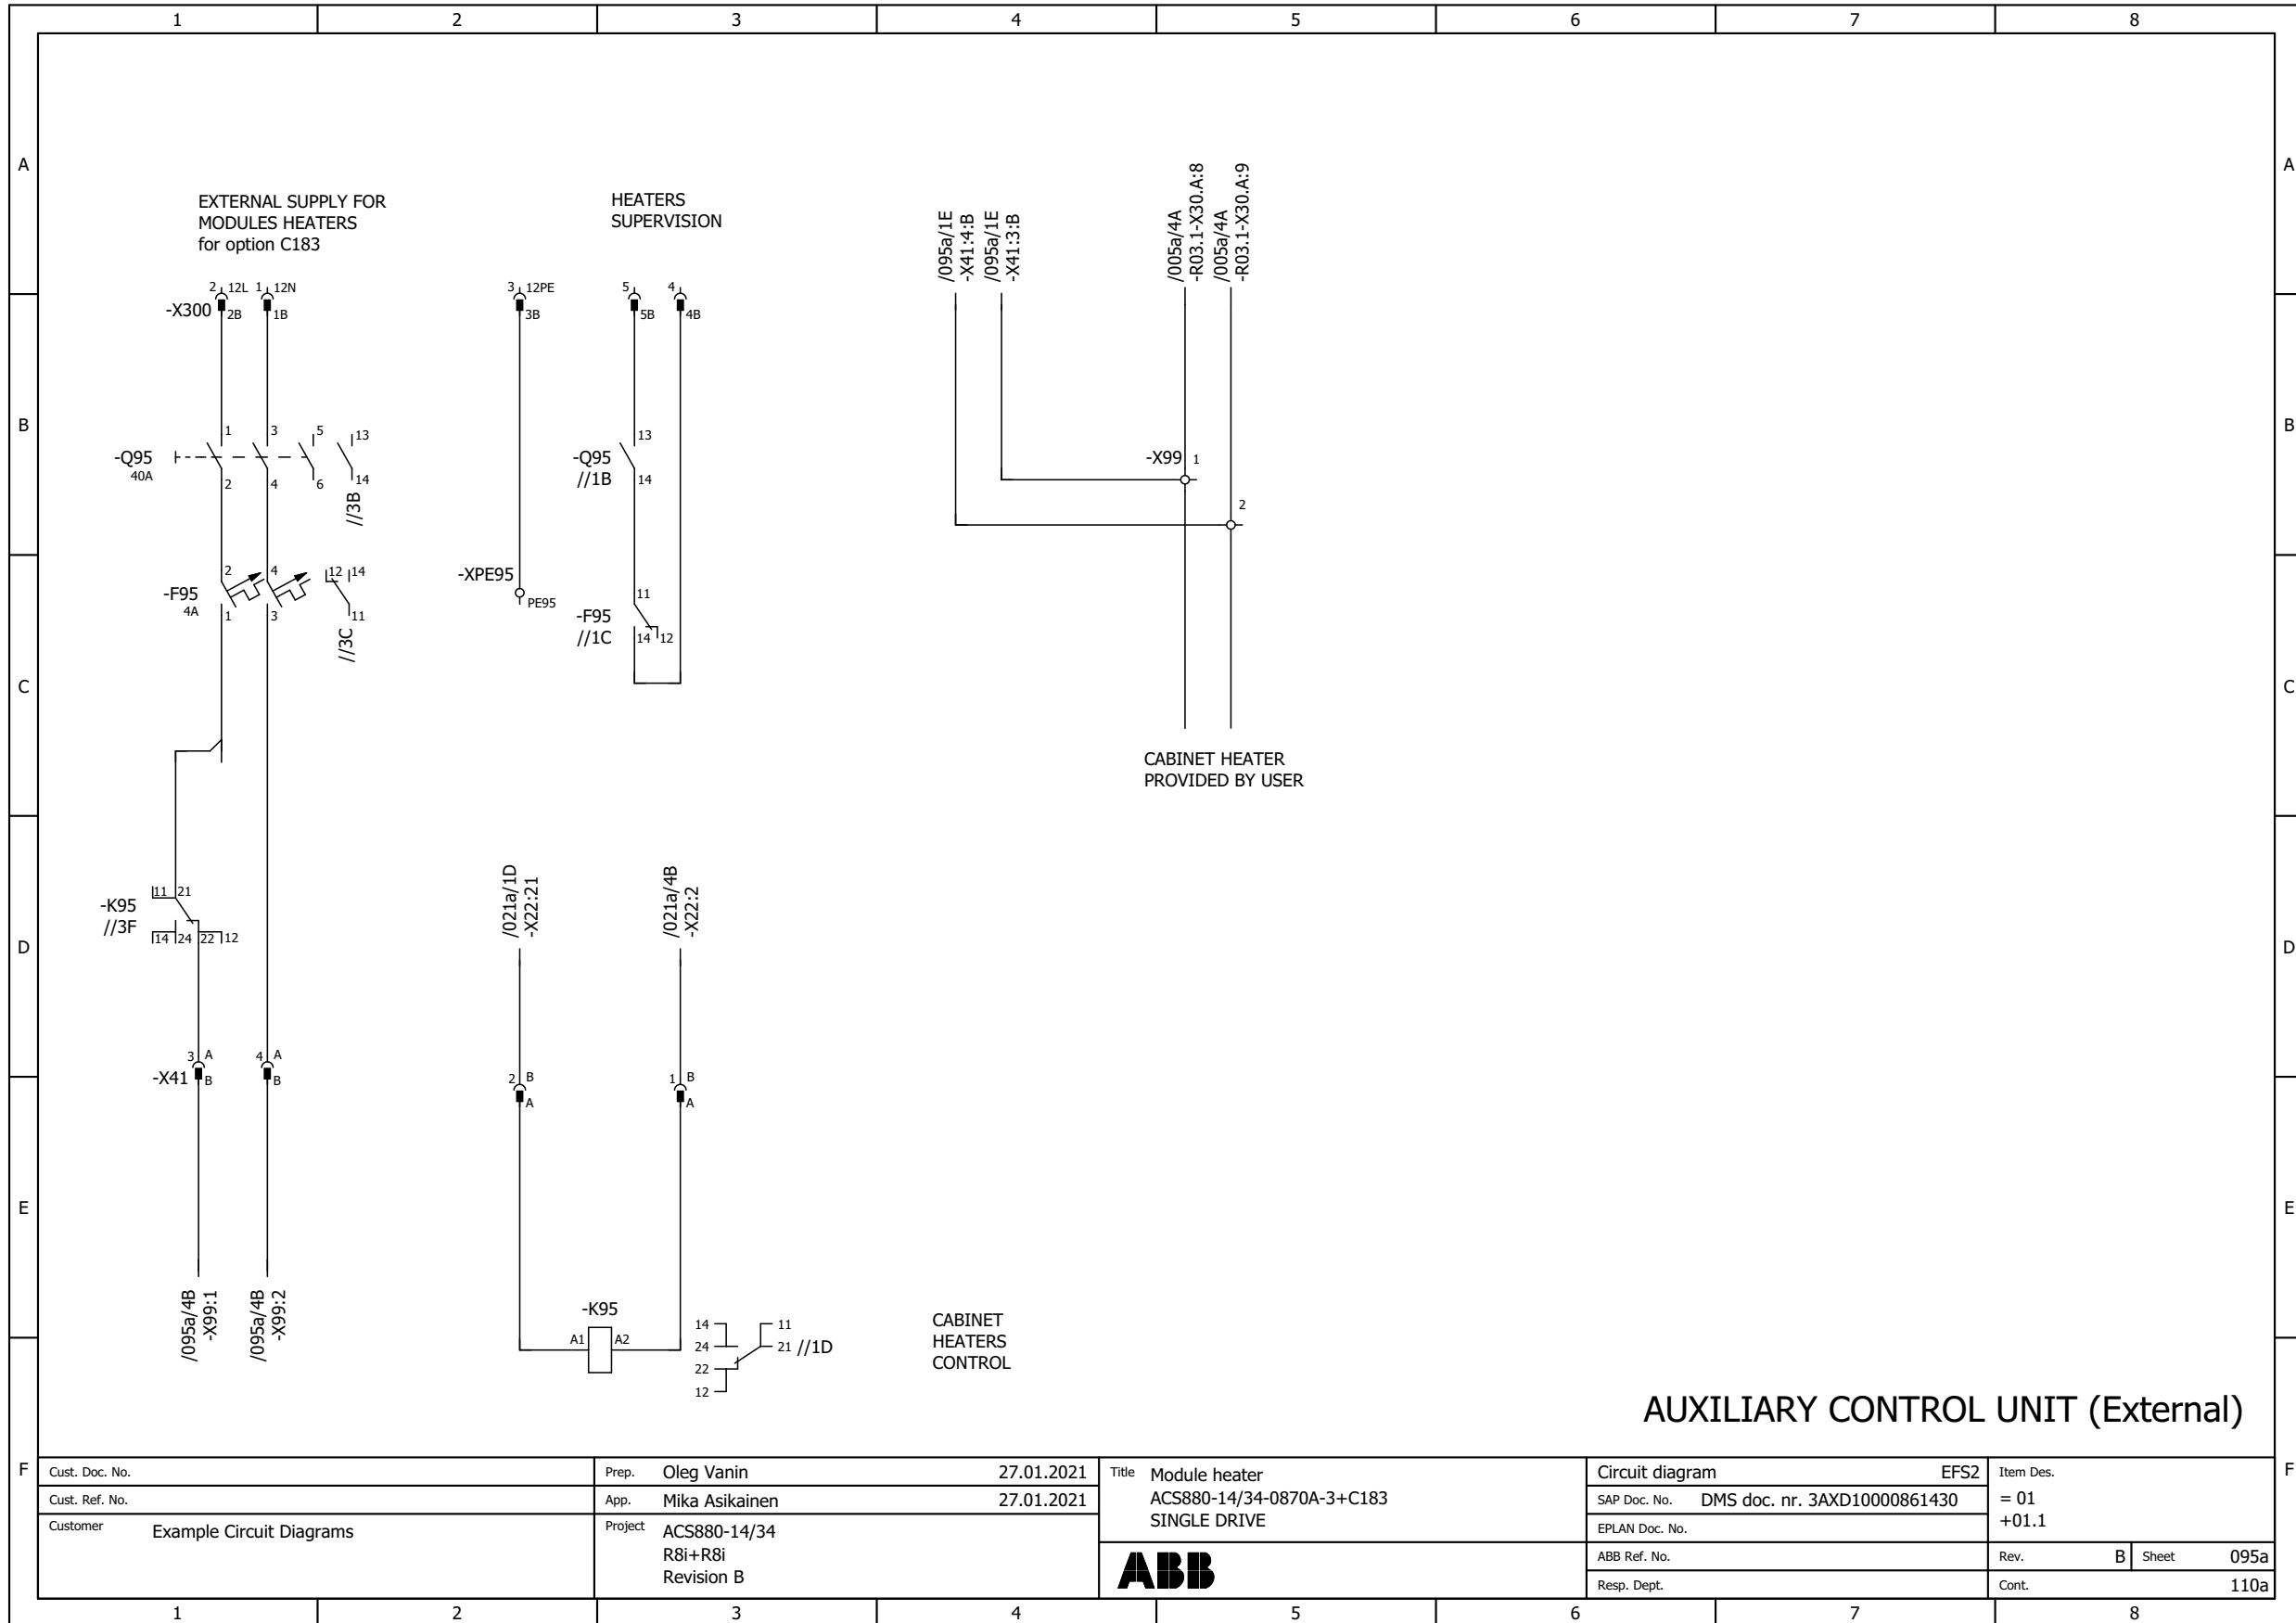 1 2 3 4 5 6 7 8
A A
EXTERNAL SUPPLY FOR
MODULES HEATERS
for option C183
HEATERS
SUPERVISION
/095a/1E
-X41:4:B
/095a/1E
-X41:3:B
/005a/4A
-R03.1-X30.A:8
/005a/4A
-R03.1-X30.A:9
2 12L 1 12N
-X300 2B 1B
3 12PE
3B
5 4
5B 4B
B B
1 3 5 13
-Q95
40A
2 4 6 14
//3B
13
-Q95
//1B 14
-X99 1
2
2 4 12 14
-F95
4A
1 3 11
//3C
-XPE95
PE95
11
-F95
//1C 14 12
C C
CABINET HEATER
PROVIDED BY USER
11 21
-K95
//3F
14 24 22 12
/021a/1D
-X22:21
/021a/4B
-X22:2
D D
3 A 4 A
-X41 B B
2 B 1 B
A A
E E
/095a/4B
-X99:1
/095a/4B
-X99:2
-K95
A1 A2
14 11
24 21 //1D
22
12
CABINET
HEATERS
CONTROL
AUXILIARY CONTROL UNIT (External)
F F
Cust. Doc. No.
Cust. Ref. No.
Customer Example Circuit Diagrams
Prep. Oleg Vanin 27.01.2021
App. Mika Asikainen 27.01.2021
Project ACS880-14/34
R8i+R8i
Revision B
Title Module heater
ACS880-14/34-0870A-3+C183
SINGLE DRIVE
ABB
Circuit diagram EFS2
SAP Doc. No. DMS doc. nr. 3AXD10000861430
EPLAN Doc. No.
ABB Ref. No.
Resp. Dept.
Item Des.
= 01
+01.1
Rev. B Sheet 095a
Cont. 110a
1 2 3 4 5 6 7 8